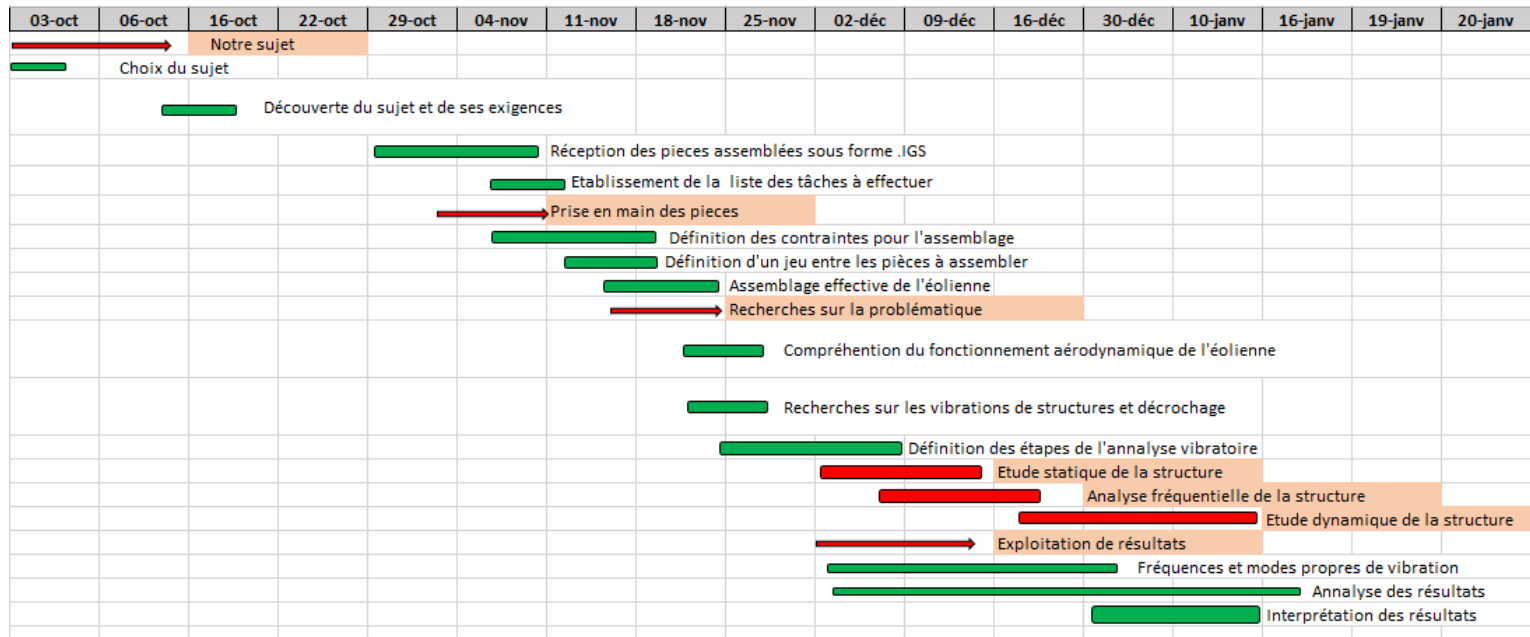 03-oct 06-oct 16-oct 22-oct 29-oct 04-nov 11-nov 18-nov 25-nov 02-déc 09-déc 16-déc 30-déc 10-janv 16-janv 19-janv 20-janv
Notre sujet
Choix du sujet
Découverte du sujet et de ses exigences
Réception des pieces assemblées sous forme .IGS
Etablissement de la liste des tâches à effectuer
Prise en main des pieces
Définition des contraintes pour l'assemblage
Définition d'un jeu entre les pièces à assembler
Assemblage effective de l'éolienne
Recherches sur la problématique
Compréhention du fonctionnement aérodynamique de l'éolienne
Recherches sur les vibrations de structures et décrochage
Définition des étapes de l'annalyse vibratoire
Etude statique de la structure
Analyse fréquentielle de la structure
Etude dynamique de la structure
Exploitation de résultats
Fréquences et modes propres de vibration
Annalyse des résultats
Interprétation des résultats